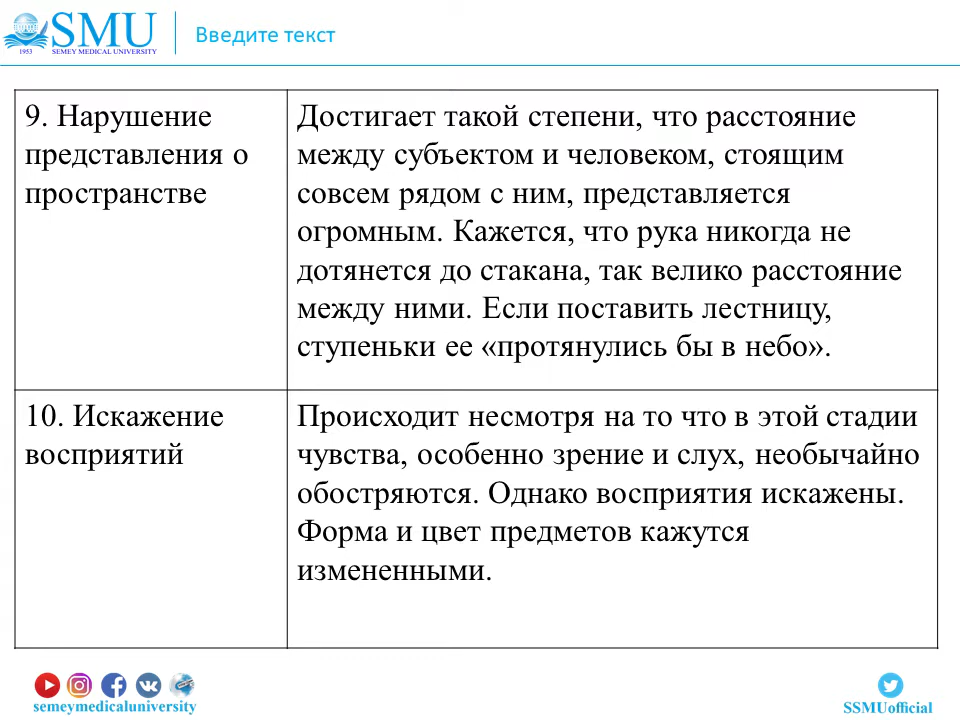 SMU
1953
SEMEY MEDICAL UNIVERSITY
Введите текст
9. Нарушение
представления о
пространстве
Достигает такой степени, что расстояние
между субъектом и человеком, стоящим
совсем рядом с ним, представляется
огромным. Кажется, что рука никогда не
дотянется до стакана, так велико расстояние
между ними. Если поставить лестницу,
ступеньки ее «протянулись бы в небо».
10. Искажение
восприятий
Происходит несмотря на то что в этой стадии
чувства, особенно зрение и слух, необычайно
обостряются. Однако восприятия искажены.
Форма и цвет предметов кажутся
измененными.
semeymedicaluniversity
SSMUofficial